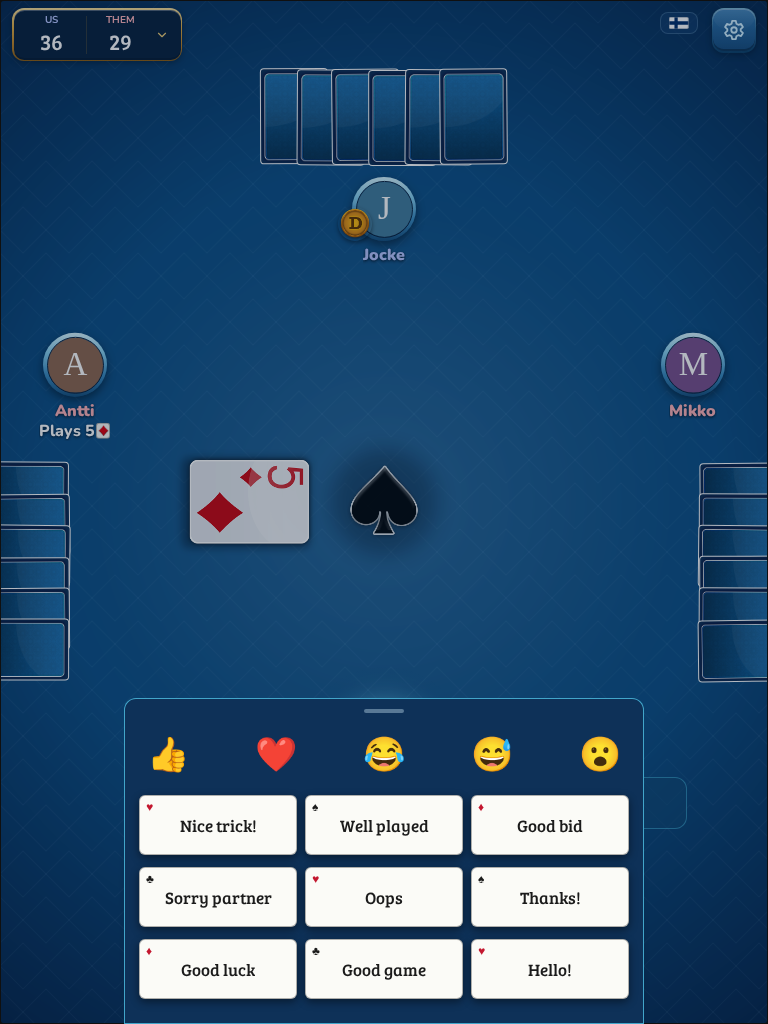 US THEM
36 29
J
D
Jocke
A
M
Antti
Mikko
Plays 5♦
5
Nice trick!
Well played
Good bid
Sorry partner
Oops
Thanks!
Good luck
Good game
Hello!